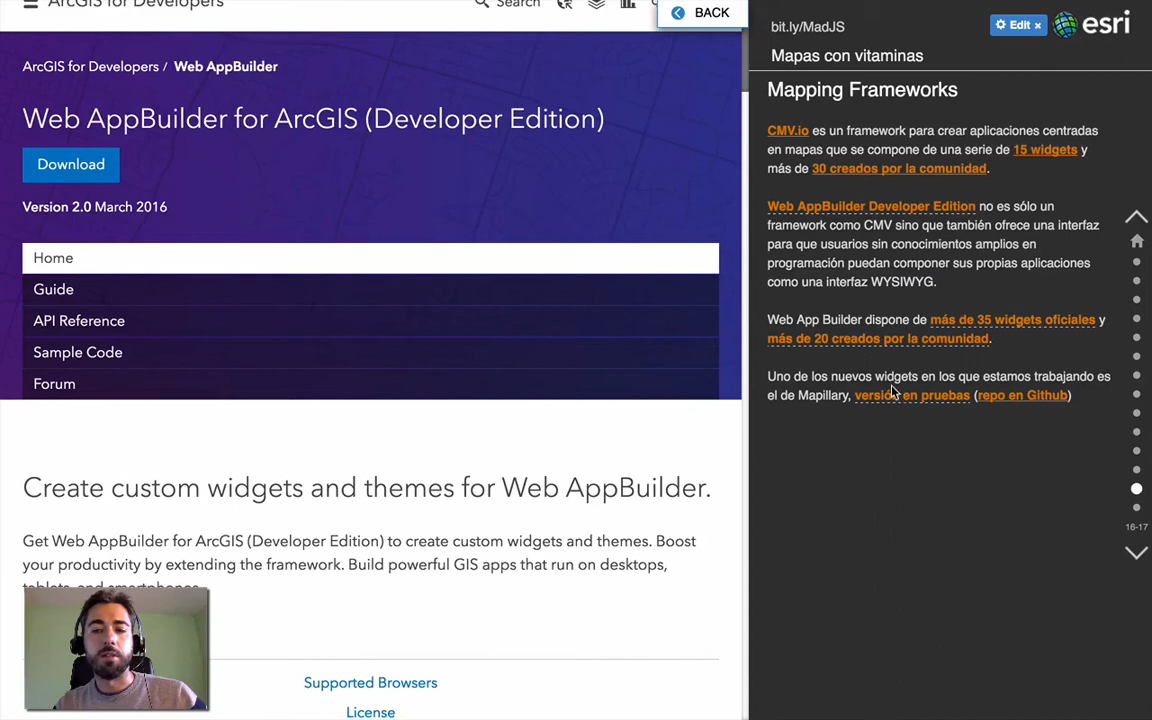 ArcGIS for Developers
Search
BACK
ArcGIS for Developers / Web AppBuilder
Web AppBuilder for ArcGIS (Developer Edition)
Download
Version 2.0 March 2016
Home
Guide
API Reference
Sample Code
Forum
Create custom widgets and themes for Web AppBuilder.
Get Web AppBuilder for ArcGIS (Developer Edition) to create custom widgets and themes. Boost
your productivity by extending the framework. Build powerful GIS apps that run on desktops,
tablets, and smartphones.
Supported Browsers
License
bit.ly/MadJS
Edit ×
esri
Mapas con vitaminas
Mapping Frameworks
CMV.io es un framework para crear aplicaciones centradas
en mapas que se compone de una serie de 15 widgets y
más de 30 creados por la comunidad.
Web AppBuilder Developer Edition no es sólo un
framework como CMV sino que también ofrece una interfaz
para que usuarios sin conocimientos amplios en
programación puedan componer sus propias aplicaciones
como una interfaz WYSIWYG.
Web App Builder dispone de más de 35 widgets oficiales y
más de 20 creados por la comunidad.
Uno de los nuevos widgets en los que estamos trabajando es
el de Mapillary, versión en pruebas (repo en Github)
16-17